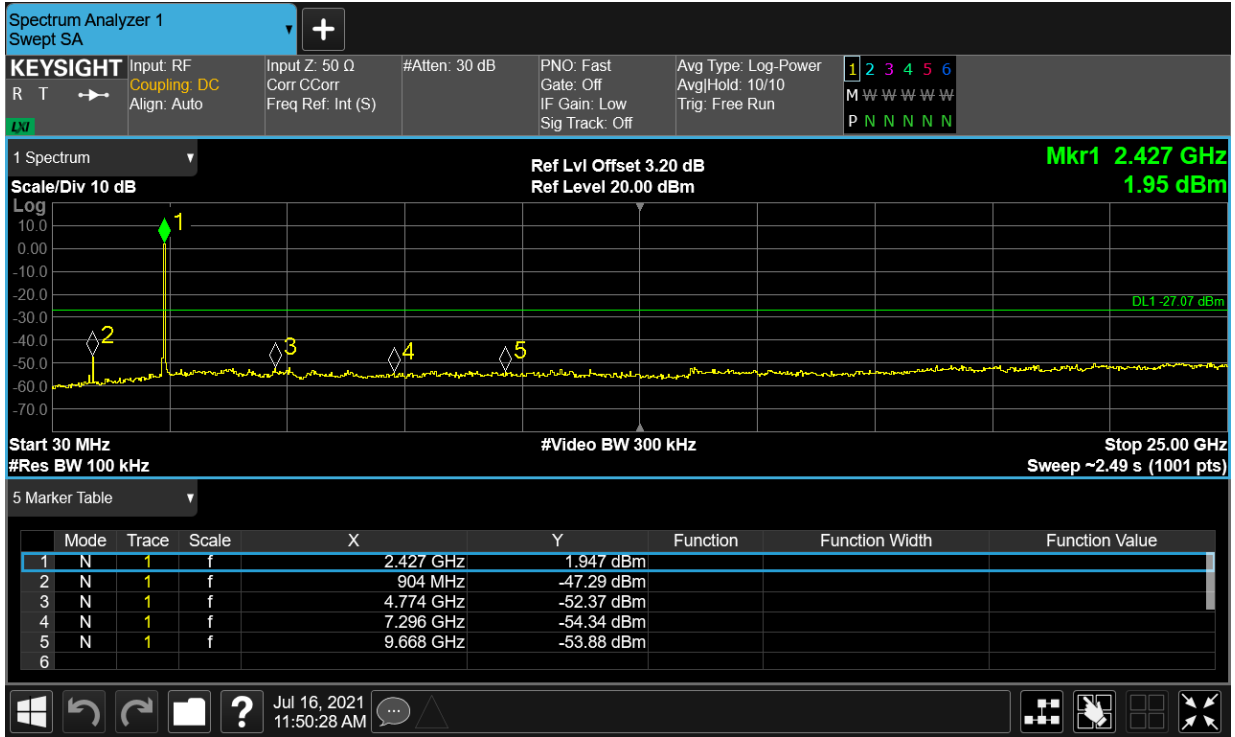 Spectrum Analyzer 1
Swept SA
KEYSIGHT
R T
LXI
Input: RF
Coupling: DC
Align: Auto
Input Z: 50 Ω
Corr CCorr
Freq Ref: Int (S)
#Atten: 30 dB
PNO: Fast
Gate: Off
IF Gain: Low
Sig Track: Off
Avg Type: Log-Power
Avg|Hold: 10/10
Trig: Free Run
1 2 3 4 5 6
M W W W W W
P N N N N N
1 Spectrum
Scale/Div 10 dB
Ref Lvl Offset 3.20 dB
Ref Level 20.00 dBm
Mkr1 2.427 GHz
1.95 dBm
Log
10.0
0.00
-10.0
-20.0
-30.0
-40.0
-50.0
-60.0
-70.0
1
2
3
4
5
DL1 -27.07 dBm
Start 30 MHz
#Video BW 300 kHz
Stop 25.00 GHz
#Res BW 100 kHz
Sweep ~2.49 s (1001 pts)
5 Marker Table
Mode Trace Scale X Y Function Function Width Function Value
1 N 1 f 2.427 GHz 1.947 dBm
2 N 1 f 904 MHz -47.29 dBm
3 N 1 f 4.774 GHz -52.37 dBm
4 N 1 f 7.296 GHz -54.34 dBm
5 N 1 f 9.668 GHz -53.88 dBm
6
?
Jul 16, 2021
11:50:28 AM